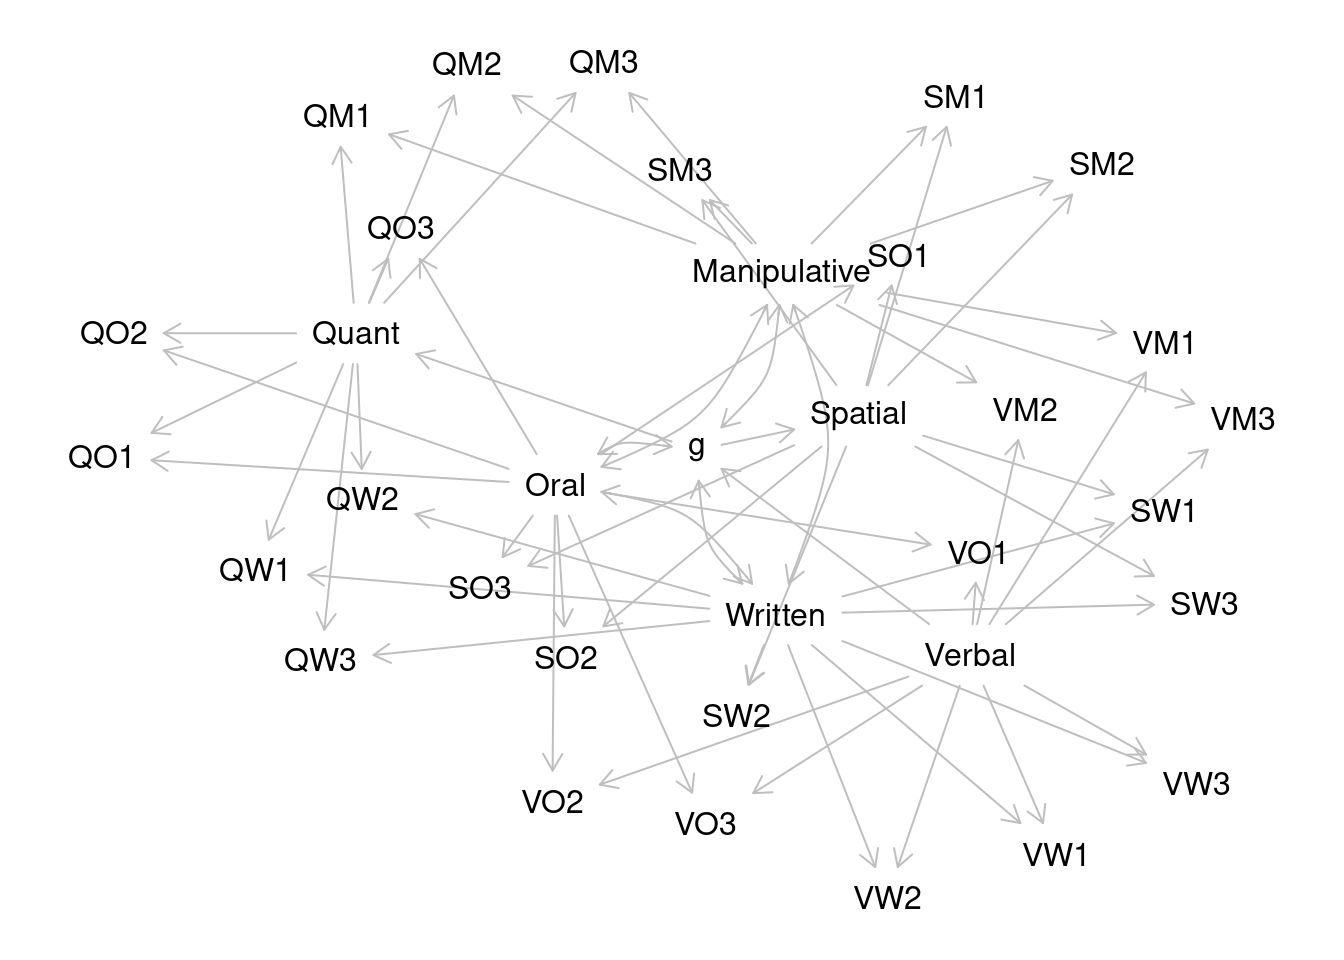 QM2
QM3
SM1
QM1
SM3
SM2
QO3
SO1
Manipulative
QO2
Quant
VM1
Spatial
VM2
VM3
g
QO1
Oral
QW2
SW1
VO1
QW1
SO3
SW3
Written
QW3
SO2
Verbal
SW2
VW3
VO2
VO3
VW1
VW2